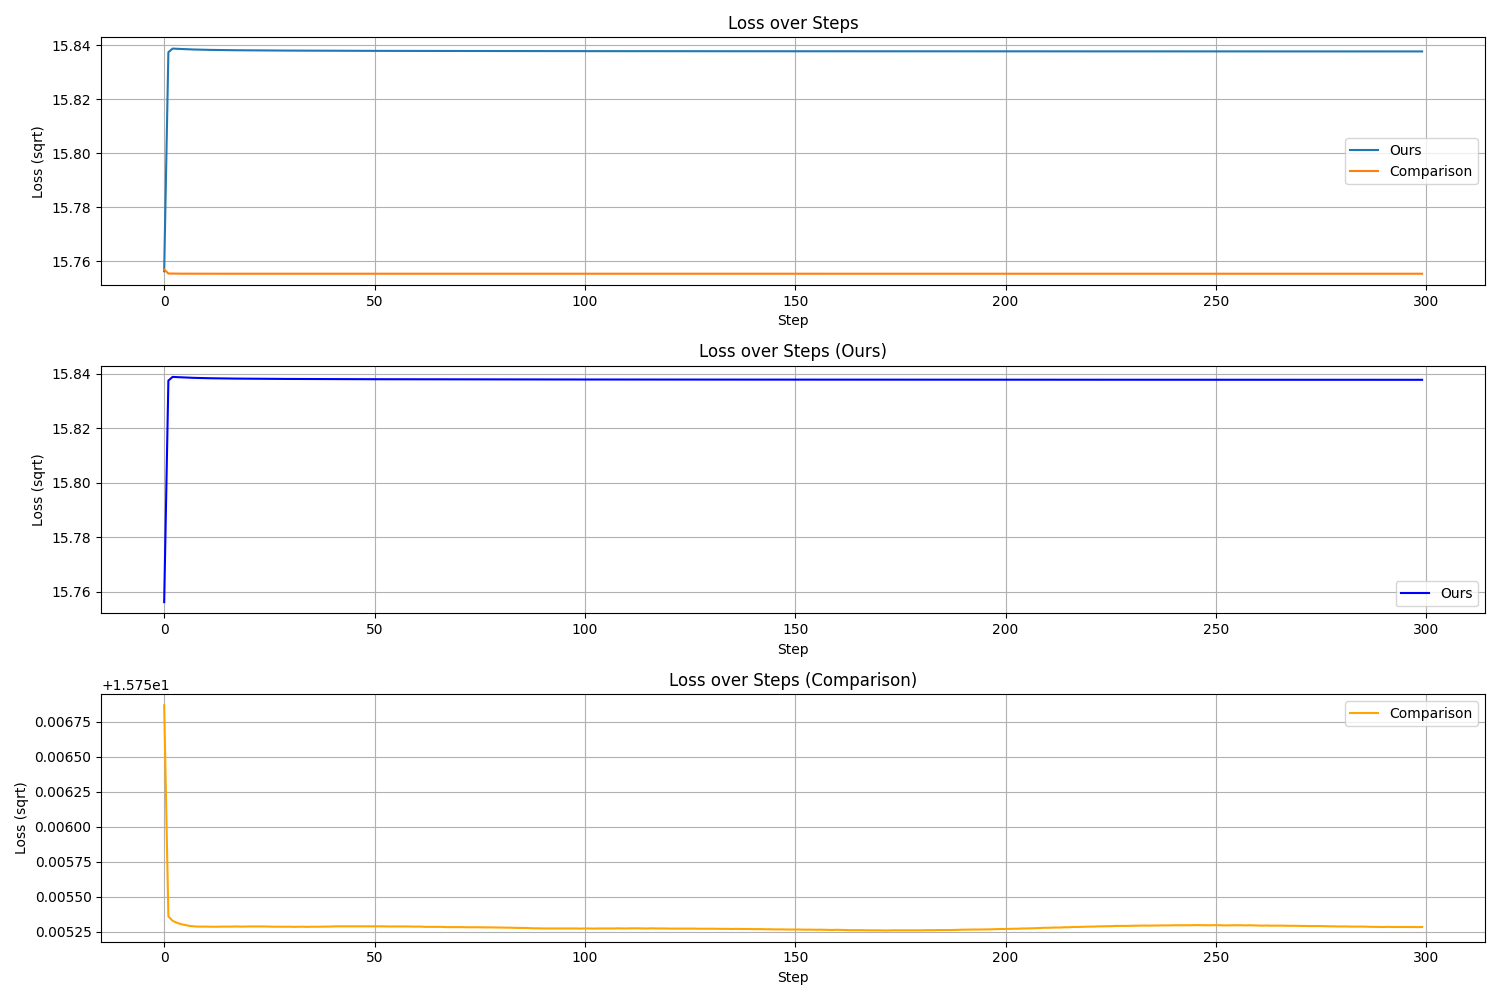 Loss over Steps
15.84
15.82
15.80
15.78
15.76
Loss (sqrt)
Ours
Comparison
0 50 100 150 200 250 300
Step
Loss over Steps (Ours)
15.84
15.82
15.80
15.78
15.76
Loss (sqrt)
Ours
0 50 100 150 200 250 300
Step
Loss over Steps (Comparison)
+1.575e1
0.00675
0.00650
0.00625
0.00600
0.00575
0.00550
0.00525
Loss (sqrt)
Comparison
0 50 100 150 200 250 300
Step